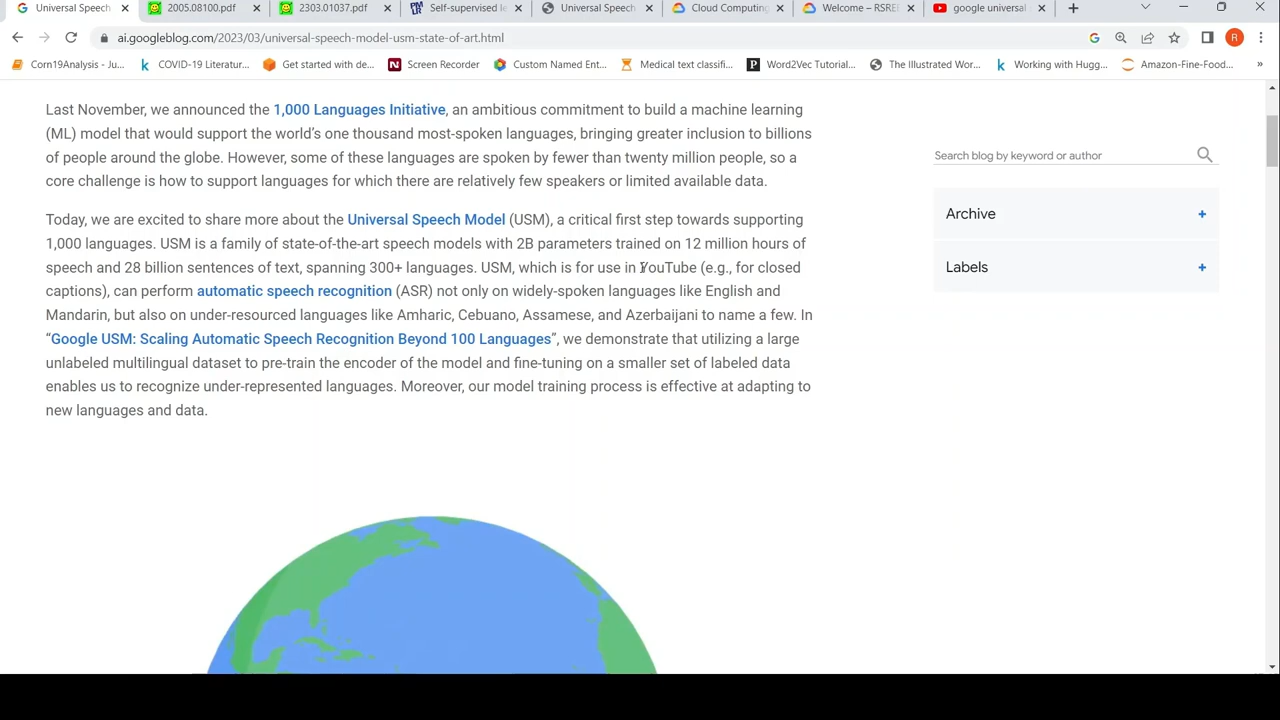 Universal Speech
2005.08100.pdf
2303.01037.pdf
Self-supervised le
Universal Speech
Cloud Computing
Welcome – RSREI
google universal
ai.googleblog.com/2023/03/universal-speech-model-usm-state-of-art.html
R
Corn19Analysis - Ju...
COVID-19 Literatur...
Get started with de...
Screen Recorder
Custom Named Ent...
Medical text classifi...
Word2Vec Tutorial...
The Illustrated Wor...
Working with Hugg...
Amazon-Fine-Food...
»
Last November, we announced the 1,000 Languages Initiative, an ambitious commitment to build a machine learning
(ML) model that would support the world’s one thousand most-spoken languages, bringing greater inclusion to billions
of people around the globe. However, some of these languages are spoken by fewer than twenty million people, so a
core challenge is how to support languages for which there are relatively few speakers or limited available data.
Today, we are excited to share more about the Universal Speech Model (USM), a critical first step towards supporting
1,000 languages. USM is a family of state-of-the-art speech models with 2B parameters trained on 12 million hours of
speech and 28 billion sentences of text, spanning 300+ languages. USM, which is for use in YouTube (e.g., for closed
captions), can perform automatic speech recognition (ASR) not only on widely-spoken languages like English and
Mandarin, but also on under-resourced languages like Amharic, Cebuano, Assamese, and Azerbaijani to name a few. In
“Google USM: Scaling Automatic Speech Recognition Beyond 100 Languages”, we demonstrate that utilizing a large
unlabeled multilingual dataset to pre-train the encoder of the model and fine-tuning on a smaller set of labeled data
enables us to recognize under-represented languages. Moreover, our model training process is effective at adapting to
new languages and data.
Search blog by keyword or author
Archive
Labels